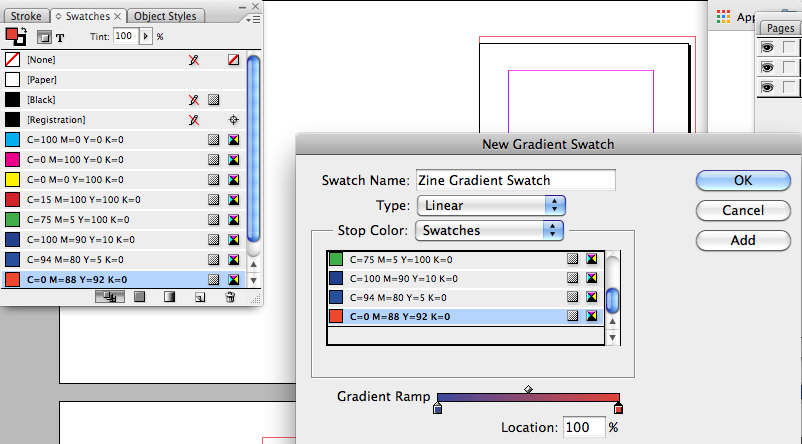 Stroke
Swatches
Object Styles
Tint: 100 %
T
[None]
[Paper]
[Black]
[Registration]
C=100 M=0 Y=0 K=0
C=0 M=100 Y=0 K=0
C=0 M=0 Y=100 K=0
C=15 M=100 Y=100 K=0
C=75 M=5 Y=100 K=0
C=100 M=90 Y=10 K=0
C=94 M=80 Y=5 K=0
C=0 M=88 Y=92 K=0
Pages
New Gradient Swatch
Swatch Name: Zine Gradient Swatch
Type: Linear
Stop Color: Swatches
C=75 M=5 Y=100 K=0
C=100 M=90 Y=10 K=0
C=94 M=80 Y=5 K=0
C=0 M=88 Y=92 K=0
Gradient Ramp
Location: 100 %
OK
Cancel
Add